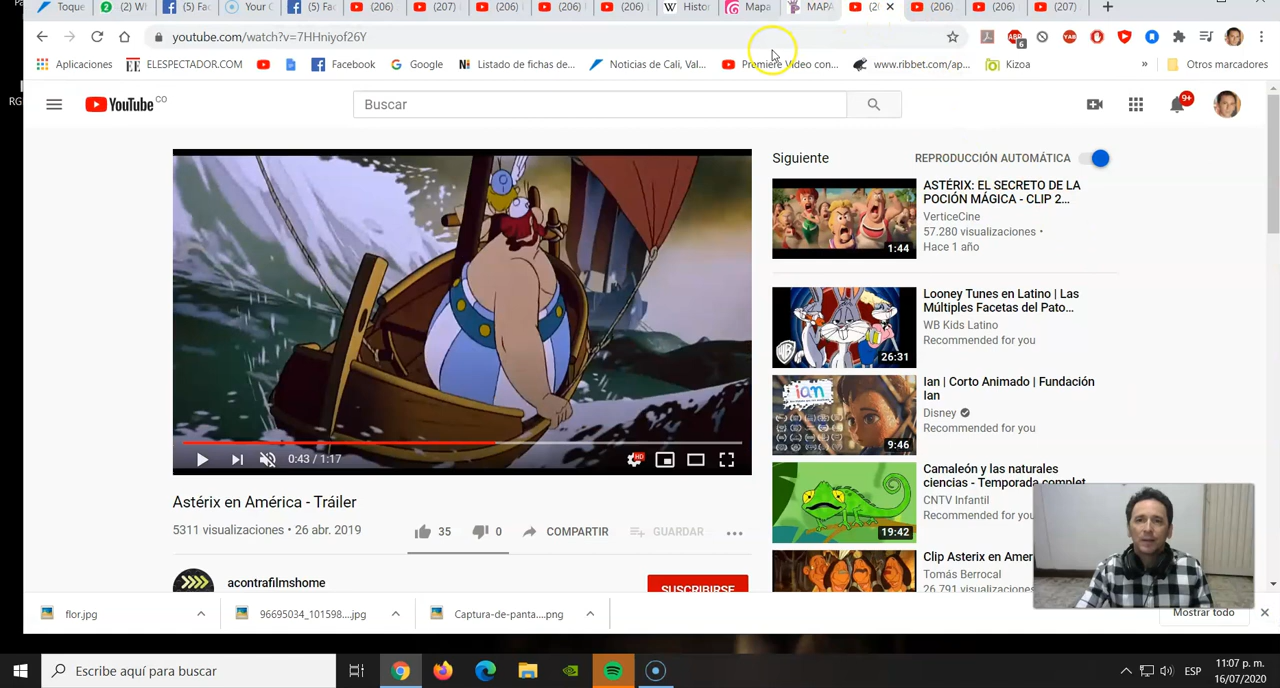 Toque (2) Wh (5) Fac Your C (5) Fac (206) (207) (206) (206) (206) Histor Mapa MAPA (20 (206) (206) (207)
youtube.com/watch?v=7HHniyof26Y
Aplicaciones ELESPECTADOR.COM Facebook Google Listado de fichas de... Noticias de Cali, Val... Premiere Video con... www.ribbet.com/ap... Kizoa » Otros marcadores
YouTube CO
Buscar
9+
Siguiente
REPRODUCCIÓN AUTOMÁTICA
ASTÉRIX: EL SECRETO DE LA
POCIÓN MÁGICA - CLIP 2...
VerticeCine
57.280 visualizaciones •
Hace 1 año
1:44
Looney Tunes en Latino | Las
Múltiples Facetas del Pato...
WB Kids Latino
Recommended for you
26:31
Ian | Corto Animado | Fundación
Ian
Disney
Recommended for you
9:46
Camaleón y las naturales
ciencias - Temporada complet
CNTV Infantil
Recommended for you
19:42
Clip Asterix en Amer
Tomás Berrocal
26.791 visualizaciones
0:43 / 1:17
HD
Astérix en América - Tráiler
5311 visualizaciones • 26 abr. 2019
35 0 COMPARTIR GUARDAR
acontrafilmshome
SUSCRIBIRSE
flor.jpg 96695034_101598....jpg Captura-de-panta....png Mostrar todo
Escribe aquí para buscar
ESP
11:07 p. m.
16/07/2020